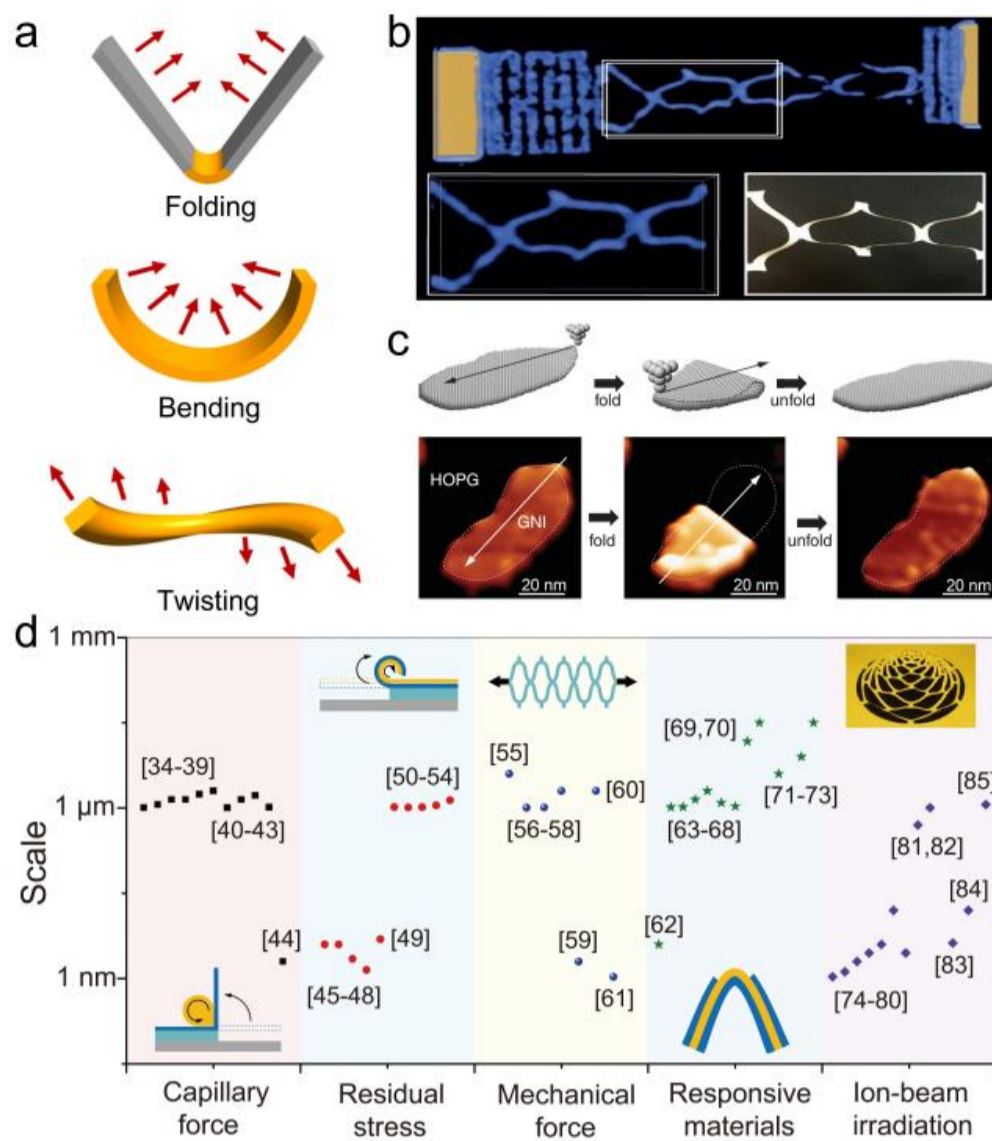 a
Folding
Bending
Twisting
b
c
fold
unfold
HOPG
GNI
fold
unfold
20 nm
20 nm
20 nm
d
1 mm
1 μm
1 nm
Scale
[34-39]
[40-43]
[44]
[45-48]
[49]
[50-54]
[55]
[56-58]
[60]
[59]
[61]
[62]
[63-68]
[69,70]
[71-73]
[74-80]
[81,82]
[83]
[84]
[85]
Capillary
force
Residual
stress
Mechanical
force
Responsive
materials
Ion-beam
irradiation